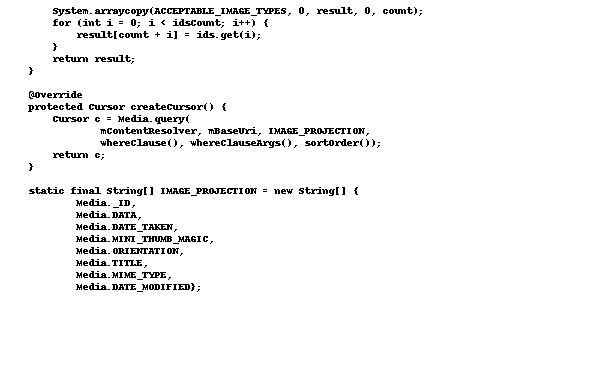 System.arraycopy(ACCEPTABLE_IMAGE_TYPES, 0, result, 0, count);
        for (int i = 0; i < idsCount; i++) {
            result[count + i] = ids.get(i);
        }
        return result;
    }

    @Override
    protected Cursor createCursor() {
        Cursor c = Media.query(
                mContentResolver, mBaseUri, IMAGE_PROJECTION,
                whereClause(), whereClauseArgs(), sortOrder());
        return c;
    }

    static final String[] IMAGE_PROJECTION = new String[] {
            Media._ID,
            Media.DATA,
            Media.DATE_TAKEN,
            Media.MINI_THUMB_MAGIC,
            Media.ORIENTATION,
            Media.TITLE,
            Media.MIME_TYPE,
            Media.DATE_MODIFIED};